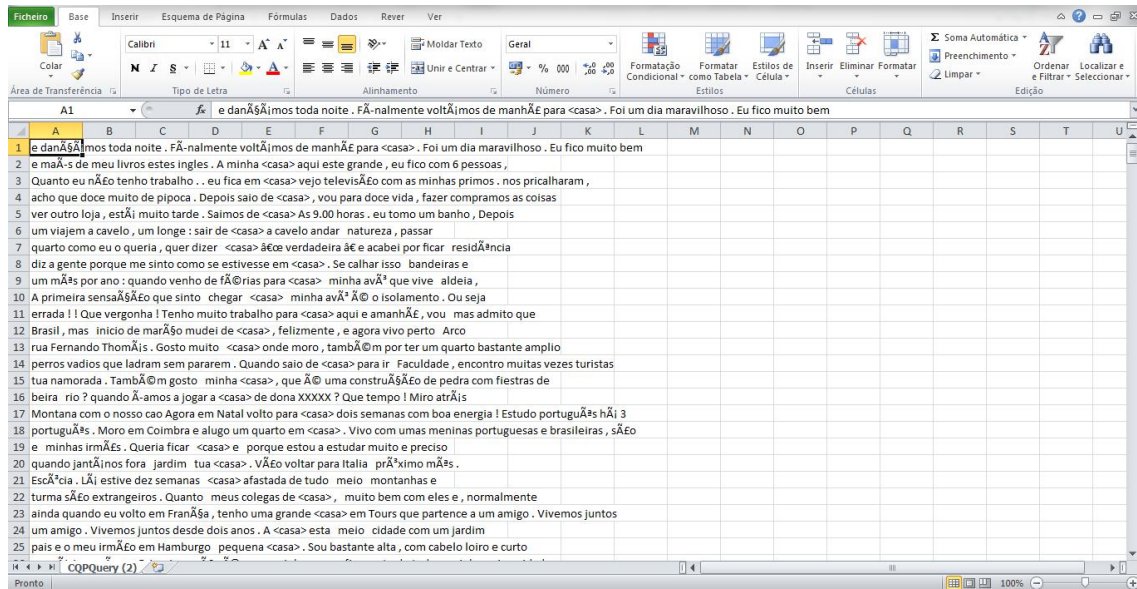 Ficheiro Base Inserir Esquema de Página Fórmulas Dados Rever Ver
Colar
Calibri 11 A A
N I S A
Moldar Texto
Unir e Centrar
Geral
% 000
Formatação Condicional
Formatar como Tabela
Estilos de Célula
Inserir Eliminar Formatar
Σ Soma Automática
Preenchimento
Limpar
Ordenar e Filtrar
Localizar e Seleccionar
Área de Transferência Tipo de Letra Alinhamento Número Estilos Células Edição
A1 fx e danÃ§Ã¡mos toda noite . FÃ-nalmente voltÃ¡mos de manhÃ£ para <casa> . Foi um dia maravilhoso . Eu fico muito bem
A B C D E F G H I J K L M N O P Q R S T U
1 e danÃ§Ã¡mos toda noite . FÃ-nalmente voltÃ¡mos de manhÃ£ para <casa> . Foi um dia maravilhoso . Eu fico muito bem
2 e maÃ-s de meu livros estes ingles . A minha <casa> aqui este grande , eu fico com 6 pessoas ,
3 Quanto eu nÃ£o tenho trabalho . . eu fica em <casa> vejo televisÃ£o com as minhas primos . nos pricalharam ,
4 acho que doce muito de pipoca . Depois saio de <casa> , vou para doce vida , fazer compramos as coisas
5 ver outro loja , estÃ¡ muito tarde . Saimos de <casa> As 9.00 horas . eu tomo um banho , Depois
6 um viajem a cavelo , um longe : sair de <casa> a cavelo andar natureza , passar
7 quarto como eu o queria , quer dizer <casa> â€œ verdadeira â€ e acabei por ficar residÃªncia
8 diz a gente porque me sinto como se estivesse em <casa> . Se calhar isso bandeiras e
9 um mÃªs por ano : quando venho de fÃ©rias para <casa> minha avÃ³ que vive aldeia ,
10 A primeira sensaÃ§Ã£o que sinto chegar <casa> minha avÃ³ Ã© o isolamento . Ou seja
11 errada ! ! Que vergonha ! Tenho muito trabalho para <casa> aqui e amanhÃ£ , vou mas admito que
12 Brasil , mas inicio de marÃ§o mudei de <casa> , felizmente , e agora vivo perto Arco
13 rua Fernando ThomÃ¡s . Gosto muito <casa> onde moro , tambÃ©m por ter um quarto bastante amplio
14 perros vadios que ladram sem pararem . Quando saio de <casa> para ir Faculdade , encontro muitas vezes turistas
15 tua namorada . TambÃ©m gosto minha <casa> , que Ã© uma construÃ§Ã£o de pedra com fiestras de
16 beira rio ? quando Ã-amos a jogar a <casa> de dona XXXXX ? Que tempo ! Miro atrÃ¡s
17 Montana com o nosso cao Agora em Natal volto para <casa> dois semanas com boa energia ! Estudo portuguÃªs hÃ¡ 3
18 portuguÃªs . Moro em Coimbra e alugo um quarto em <casa> . Vivo com umas meninas portuguesas e brasileiras , sÃ£o
19 e minhas irmÃ£s . Queria ficar <casa> e porque estou a estudar muito e preciso
20 quando jantÃ¡nos fora jardim tua <casa> . VÃ£o voltar para Italia prÃ³ximo mÃªs .
21 EscÃ³cia . LÃ¡ estive dez semanas <casa> afastada de tudo meio montanhas e
22 turma sÃ£o extrangeiros . Quanto meus colegas de <casa> , muito bem com eles e , normalmente
23 ainda quando eu volto em FranÃ§a , tenho uma grande <casa> em Tours que partence a um amigo . Vivemos juntos
24 um amigo . Vivemos juntos desde dois anos . A <casa> esta meio cidade com um jardim
25 pais e o meu irmÃ£o em Hamburgo pequena <casa> . Sou bastante alta , com cabelo loiro e curto
CQPQuery (2)
Pronto 100%